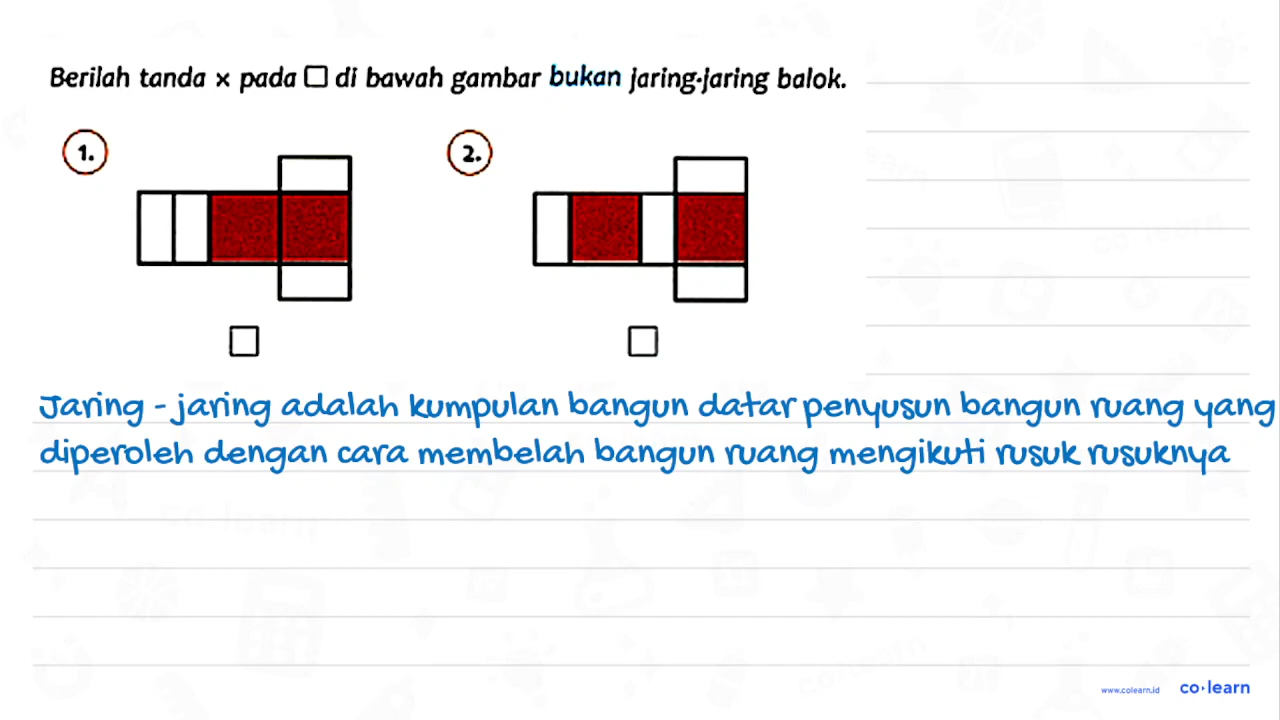 Berilah tanda × pada □ di bawah gambar bukan jaring-jaring balok.
1.
2.
Jaring - jaring adalah kumpulan bangun datar penyusun bangun ruang yang
diperoleh dengan cara membelah bangun ruang mengikuti rusuk rusuknya
www.colearn.id co·learn